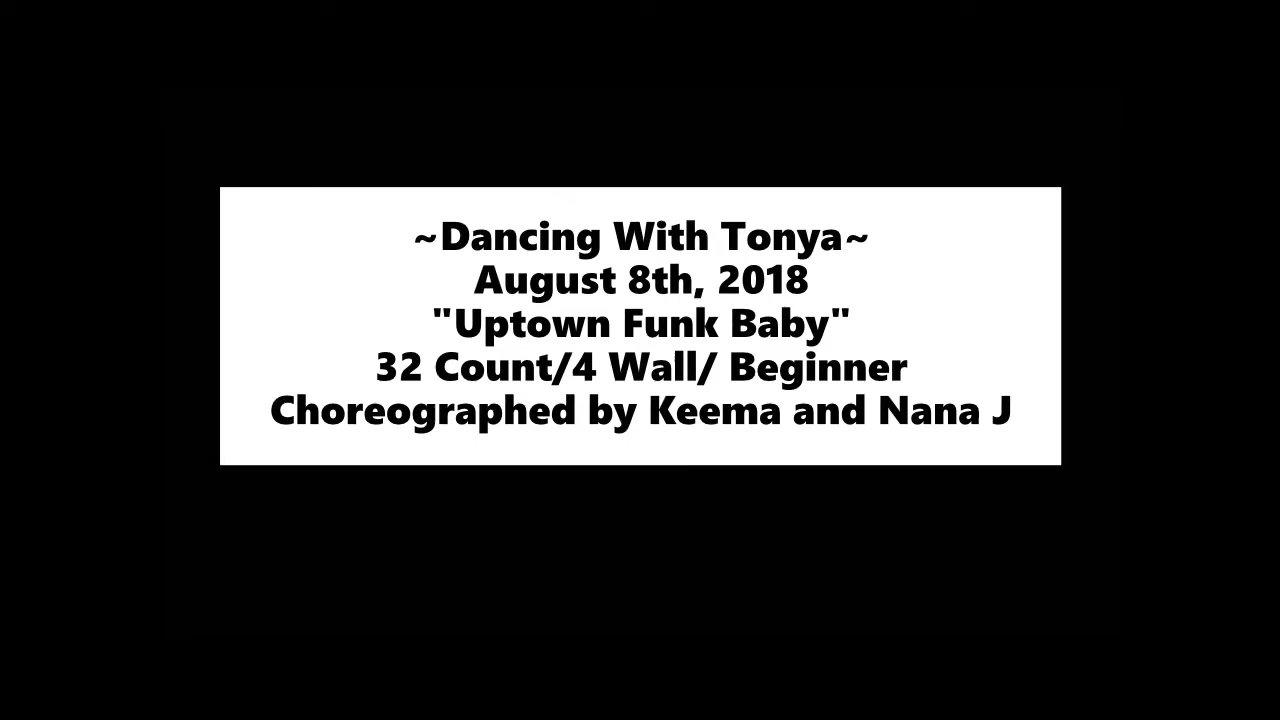 ~Dancing With Tonya~
August 8th, 2018
"Uptown Funk Baby"
32 Count/4 Wall/ Beginner
Choreographed by Keema and Nana J